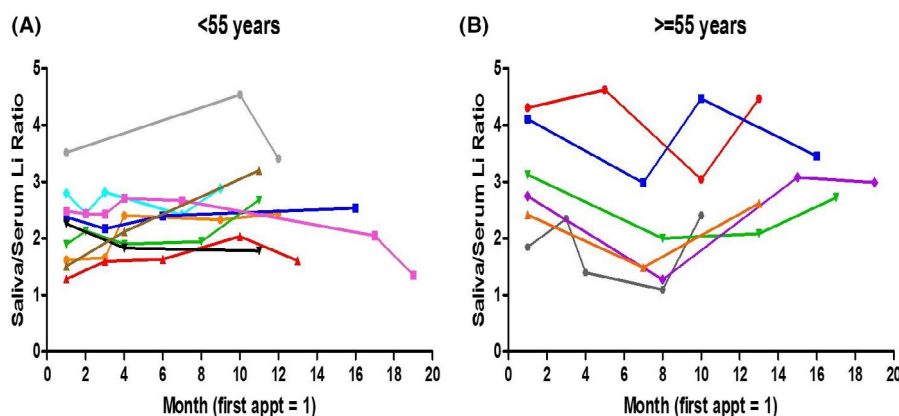 (A)
<55 years
Saliva/Serum Li Ratio
5
4
3
2
1
0
0 2 4 6 8 10 12 14 16 18 20
Month (first appt = 1)
(B)
>=55 years
Saliva/Serum Li Ratio
5
4
3
2
1
0
0 2 4 6 8 10 12 14 16 18 20
Month (first appt = 1)